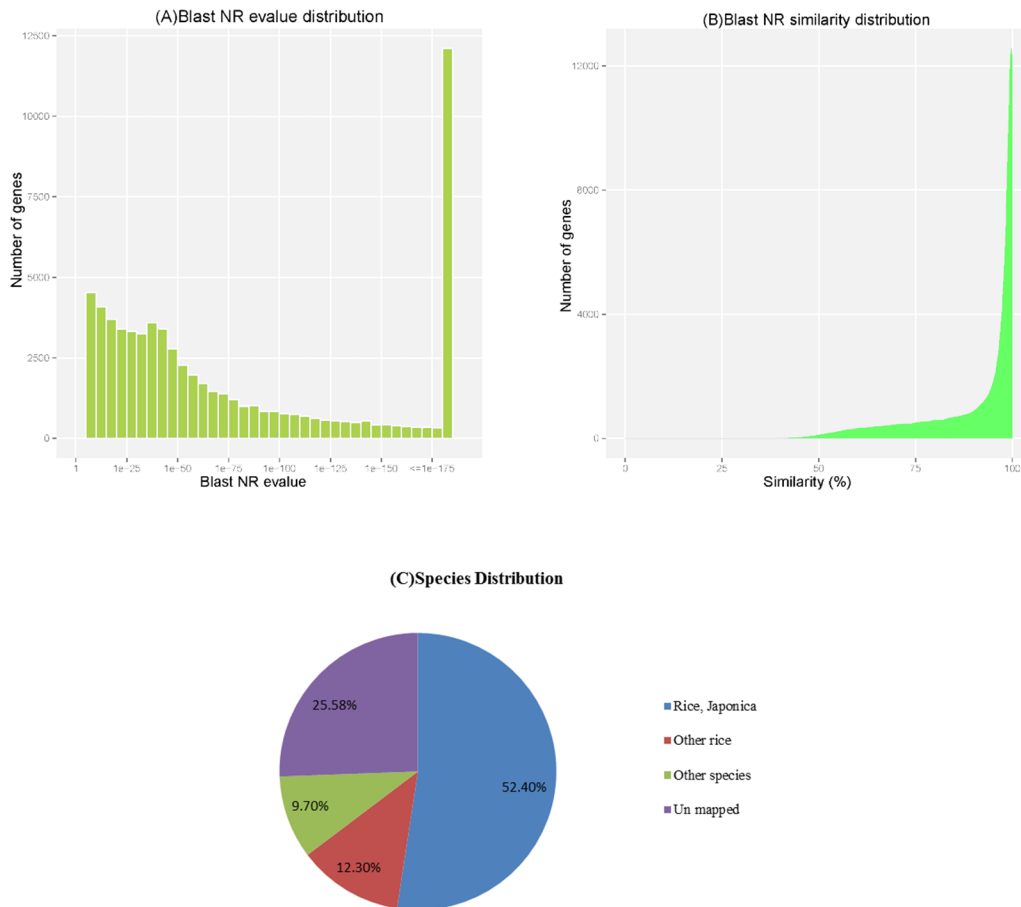 (A)Blast NR evalue distribution
12500
10000
7500
5000
2500
0
Number of genes
1
1e-25
1e-50
1e-75
1e-100
1e-125
1e-150
<=1e-175
Blast NR evalue
(B)Blast NR similarity distribution
12000
8000
4000
0
Number of genes
0
25
50
75
100
Similarity (%)
(C)Species Distribution
25.58%
52.40%
9.70%
12.30%
Rice, Japonica
Other rice
Other species
Un mapped